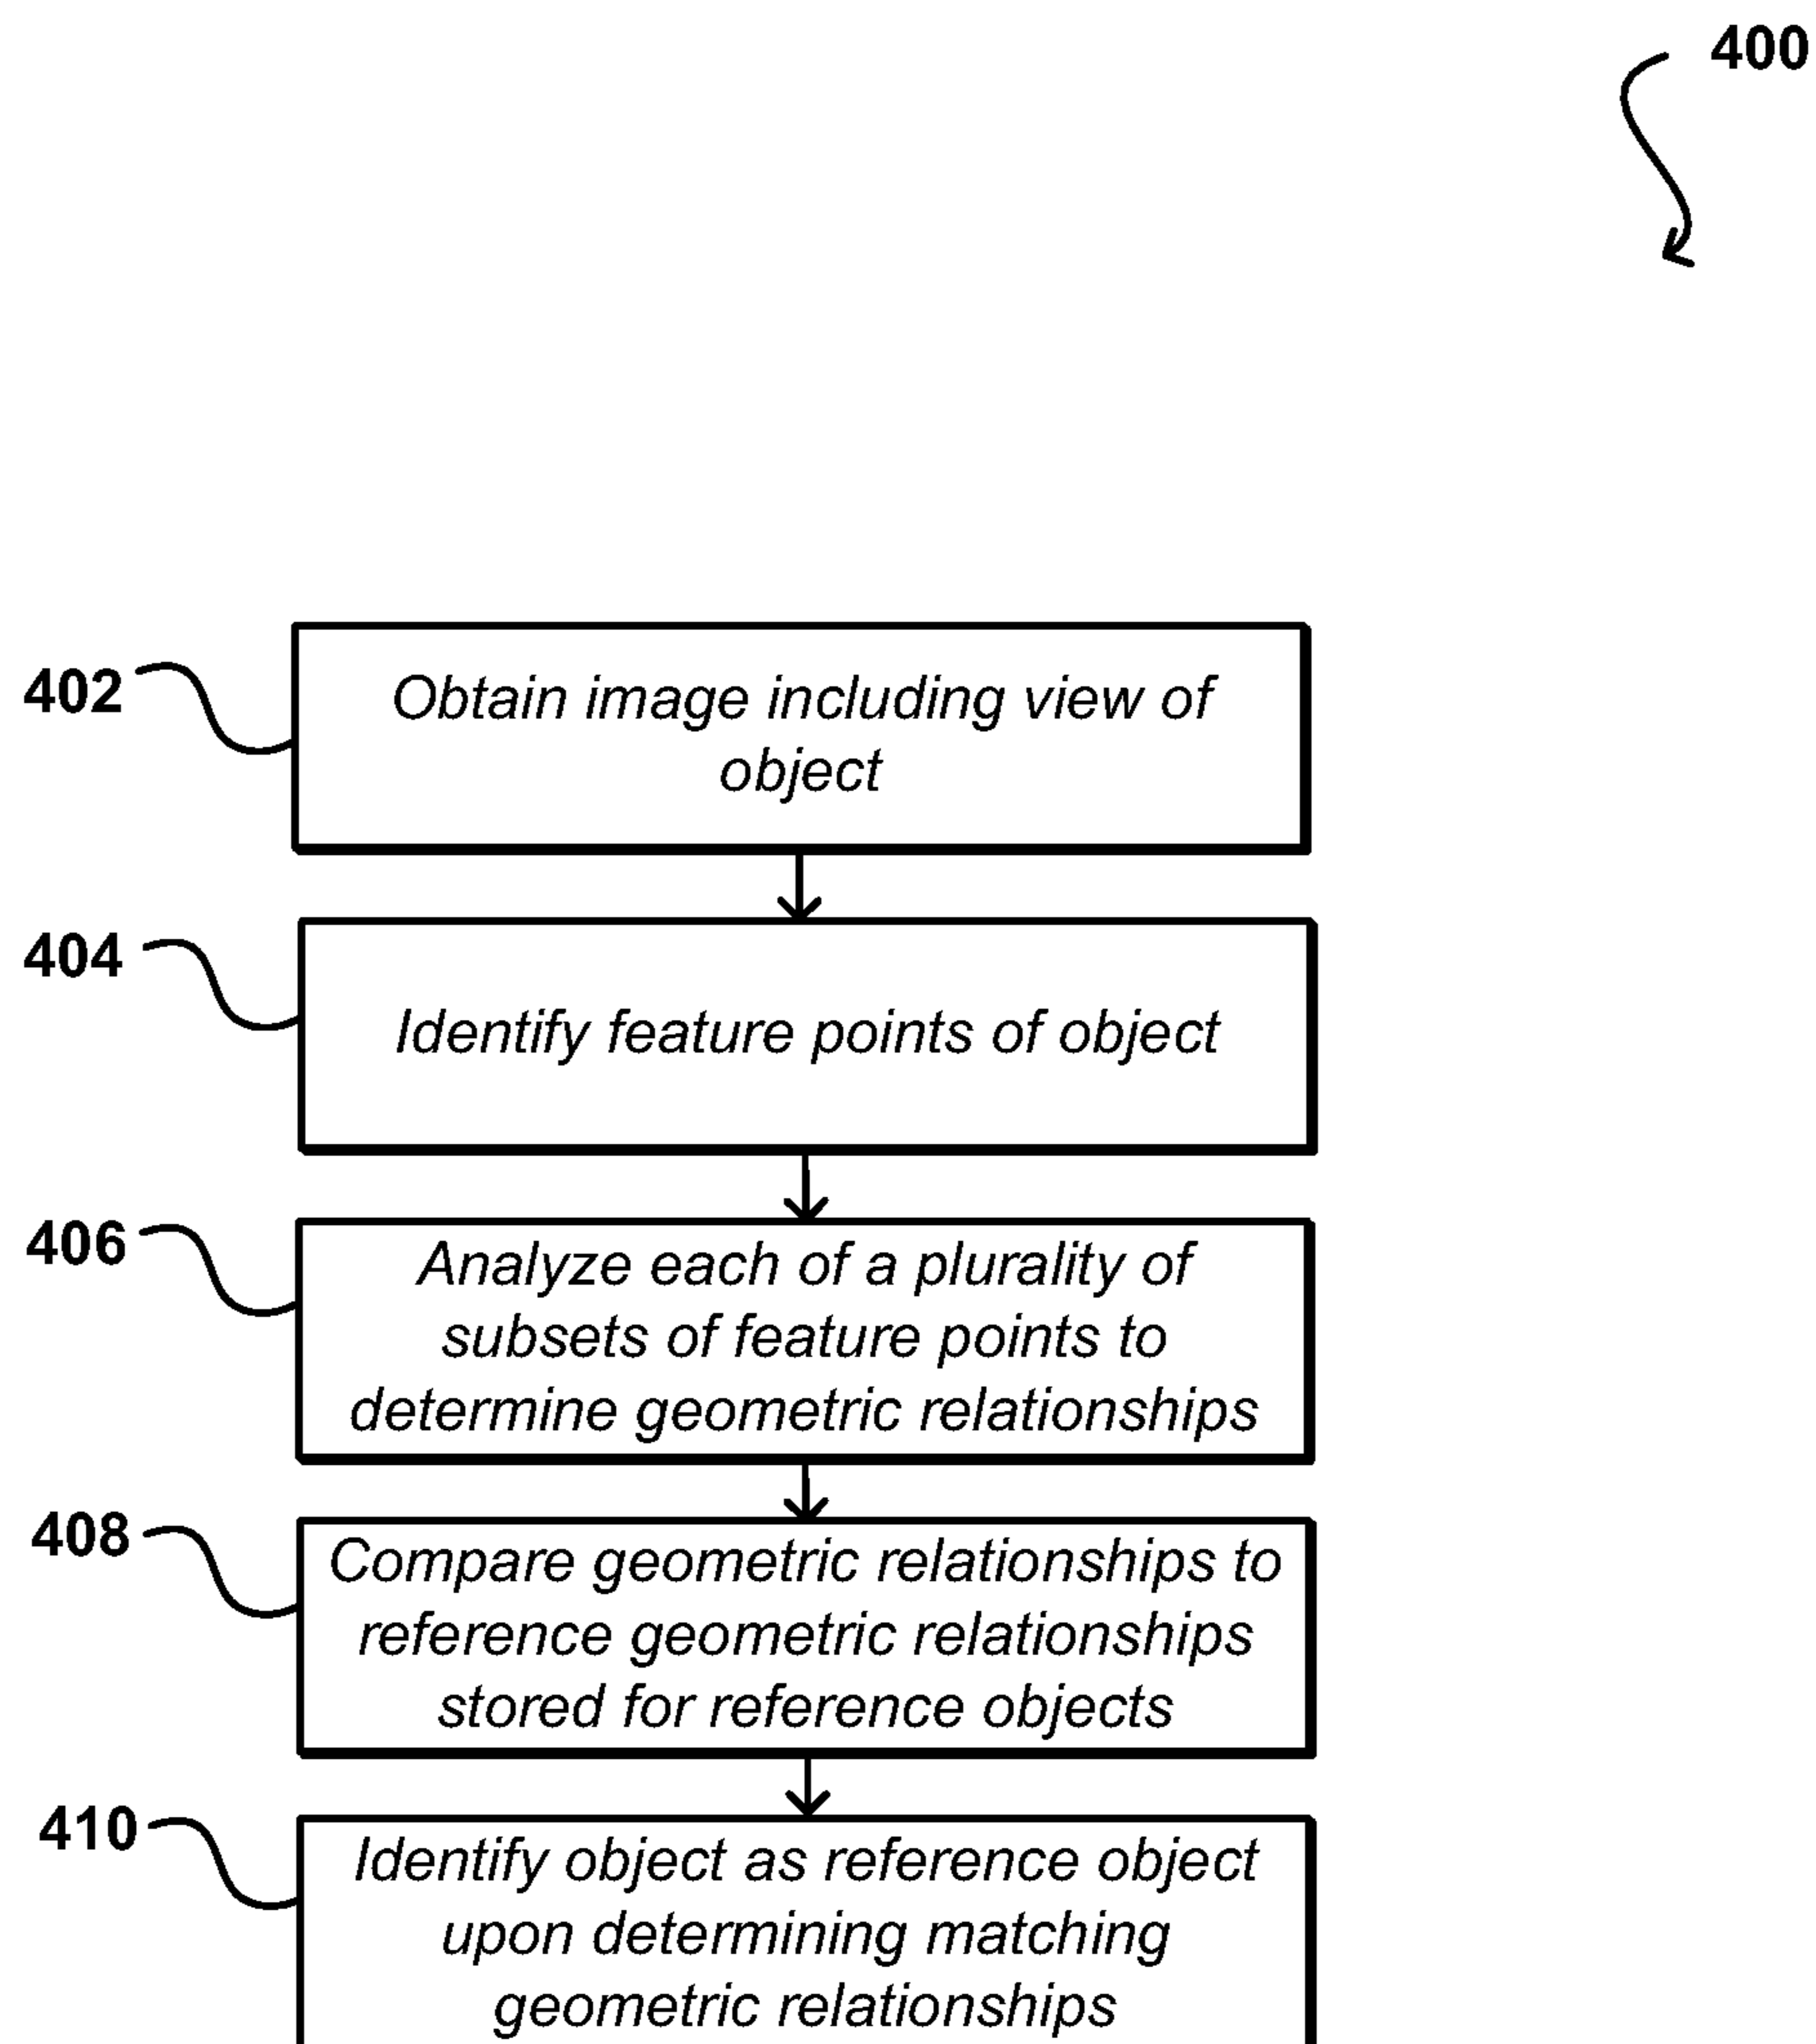 400
402
Obtain image including view of
object
404
Identify feature points of object
406
Analyze each of a plurality of
subsets of feature points to
determine geometric relationships
408
Compare geometric relationships to
reference geometric relationships
stored for reference objects
410
Identify object as reference object
upon determining matching
geometric relationships